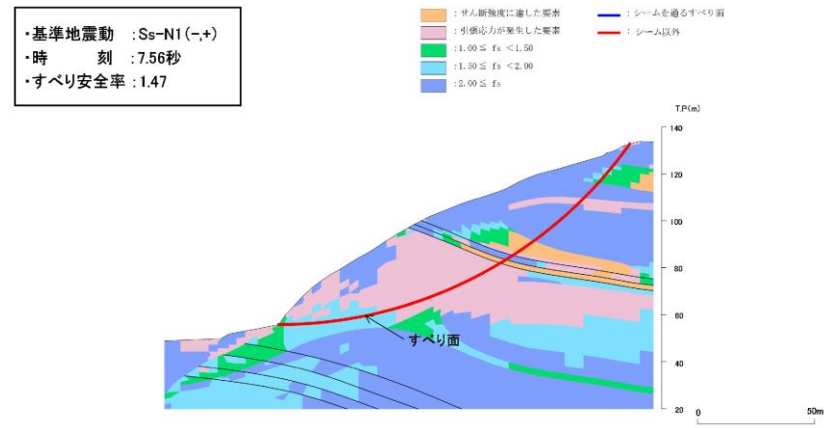 ・基準地震動 :Ss-N1(-,+)
・時　　刻 :7.56秒
・すべり安全率 :1.47
:せん断強度に達した要素
:引張応力が発生した要素
:1.00≦ fs <1.50
:1.50≦ fs <2.00
:2.00≦ fs
:シームを通るすべり面
:シーム以外
T.P(m)
140
120
100
80
60
40
20
すべり面
0 50m